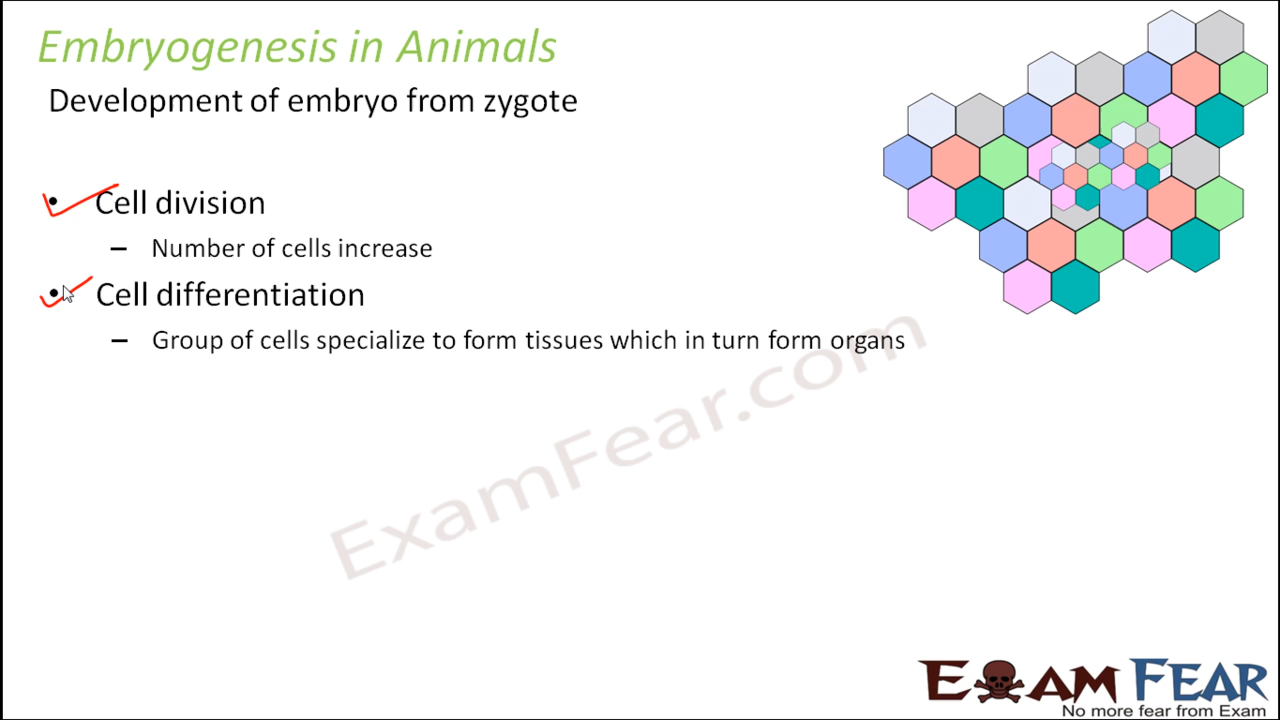 Embryogenesis in Animals
Development of embryo from zygote
• Cell division
– Number of cells increase
• Cell differentiation
– Group of cells specialize to form tissues which in turn form organs
ExamFear.com
EXAM FEAR
No more fear from Exam